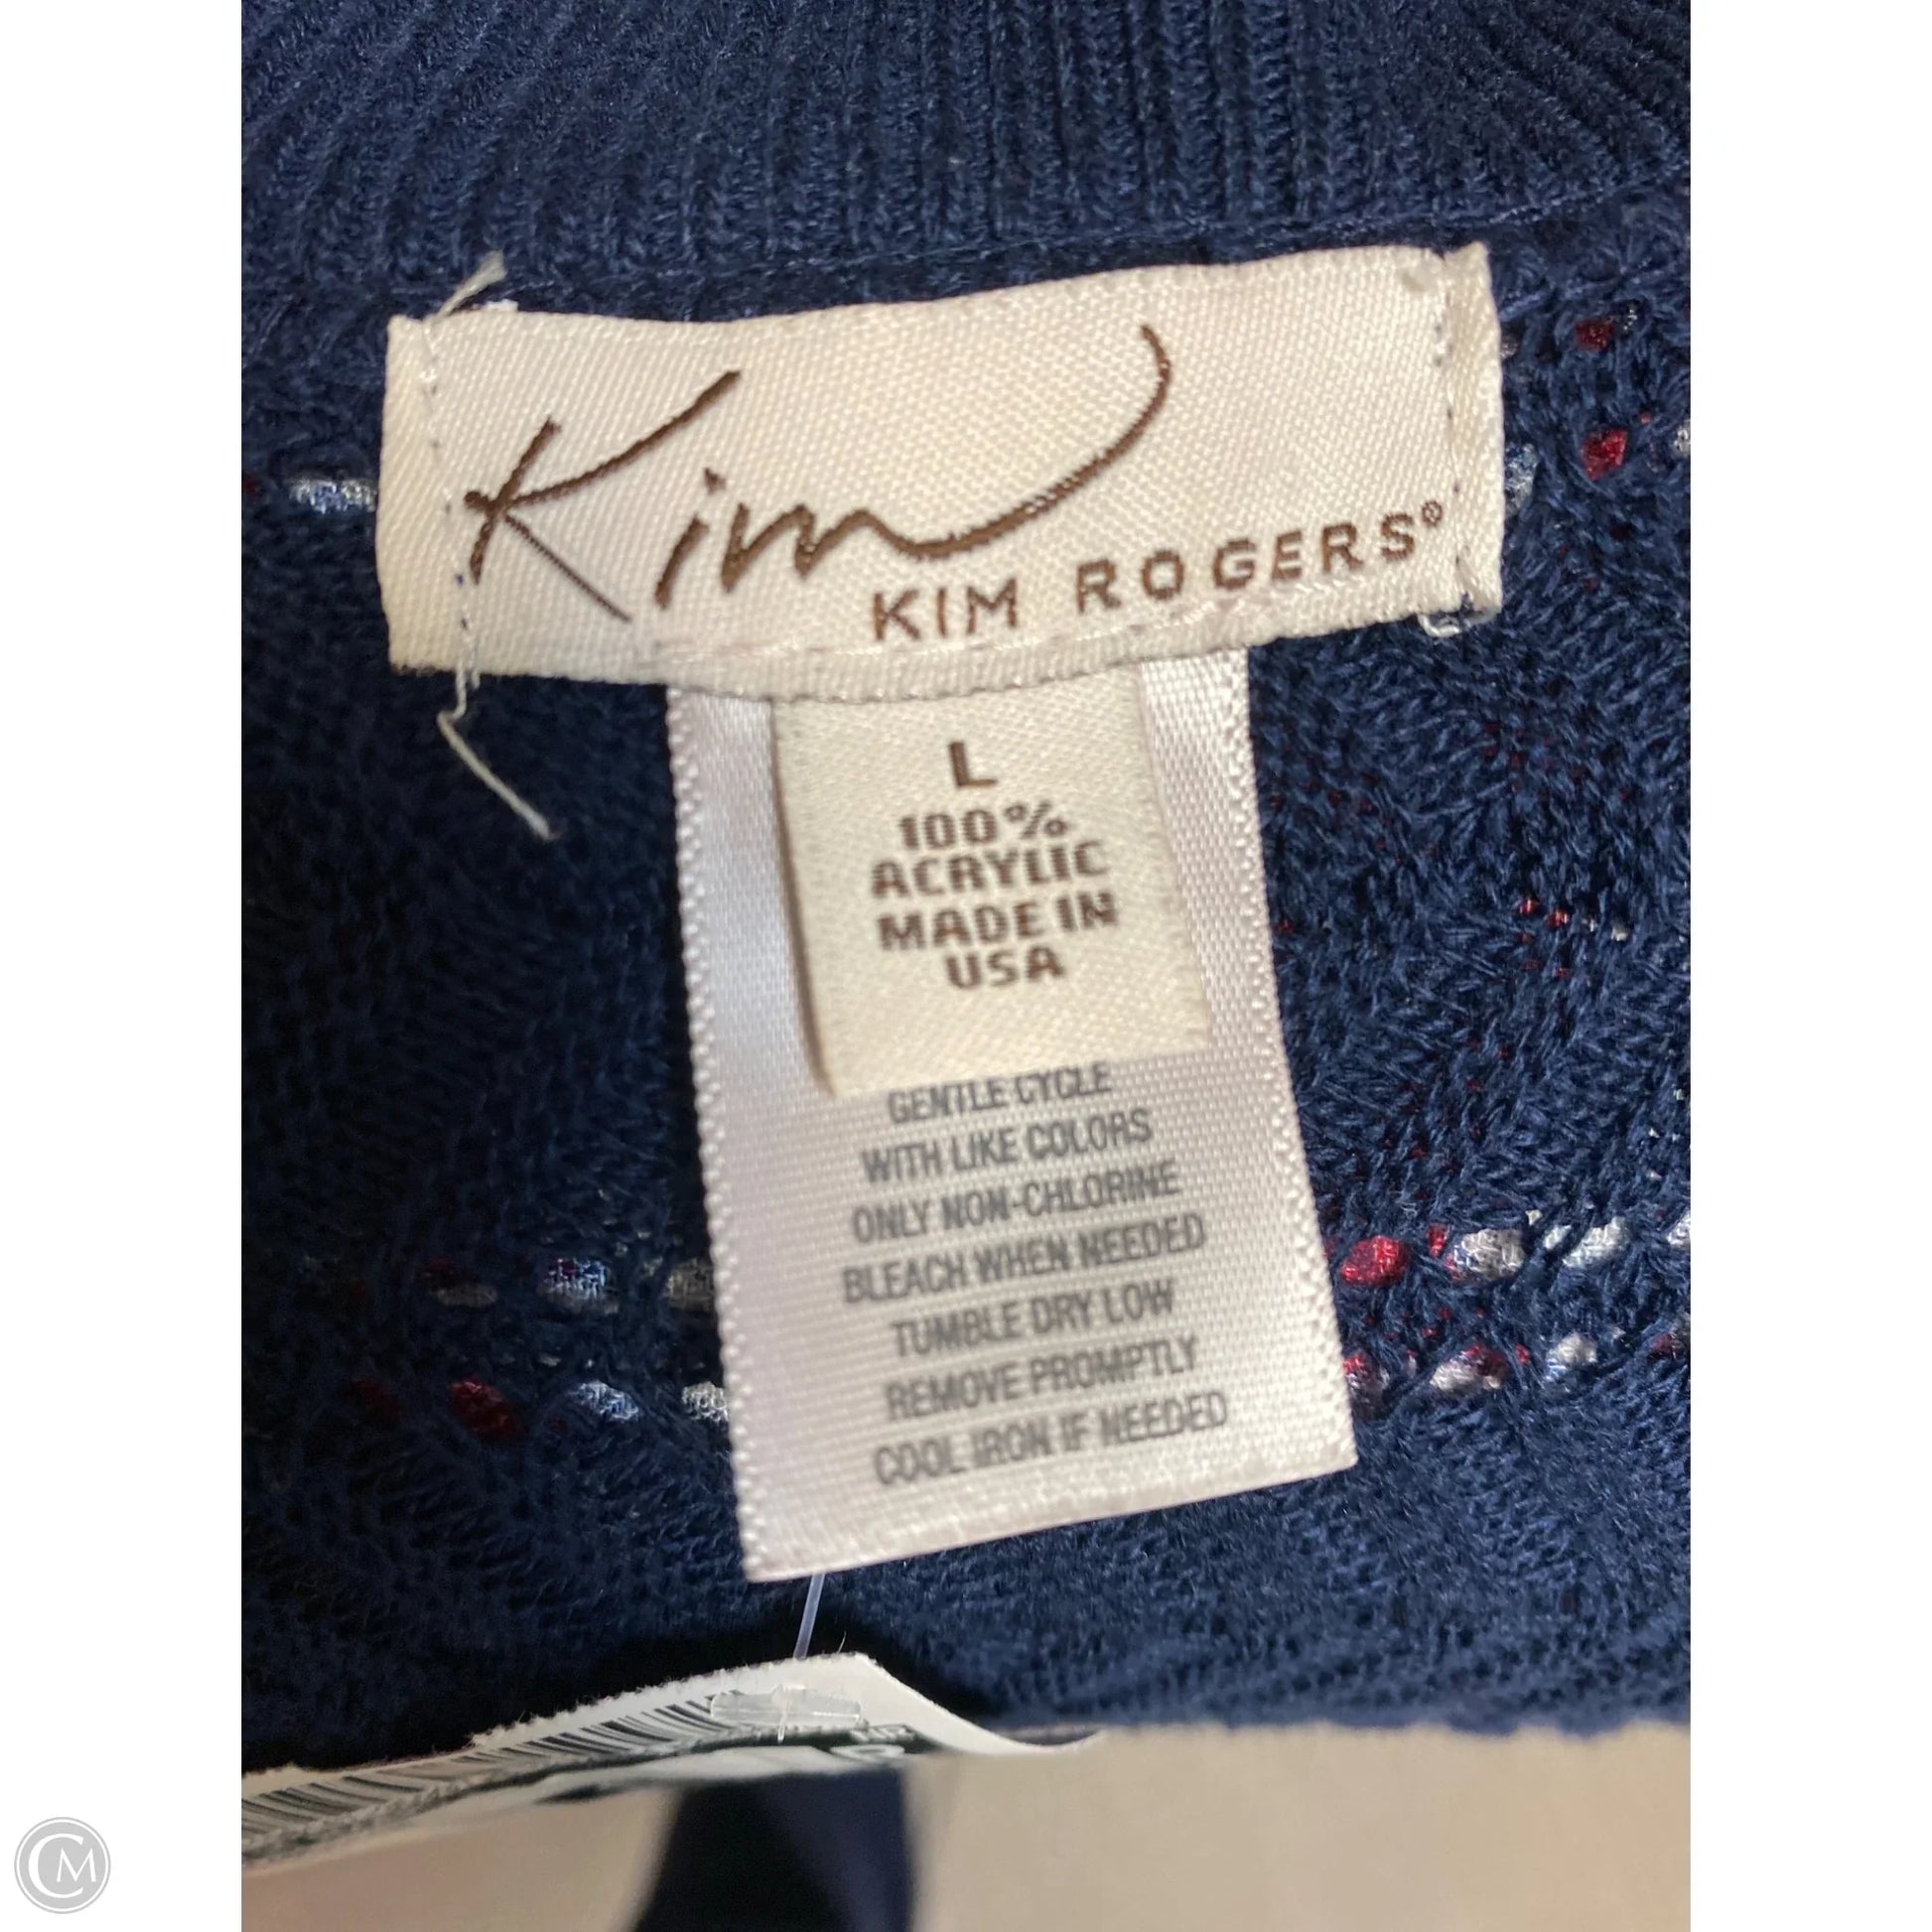 Kim
KIM ROGERS®
L
100%
ACRYLIC
MADE IN
USA
GENTLE CYCLE
WITH LIKE COLORS
ONLY NON-CHLORINE
BLEACH WHEN NEEDED
TUMBLE DRY LOW
REMOVE PROMPTLY
COOL IRON IF NEEDED
CM